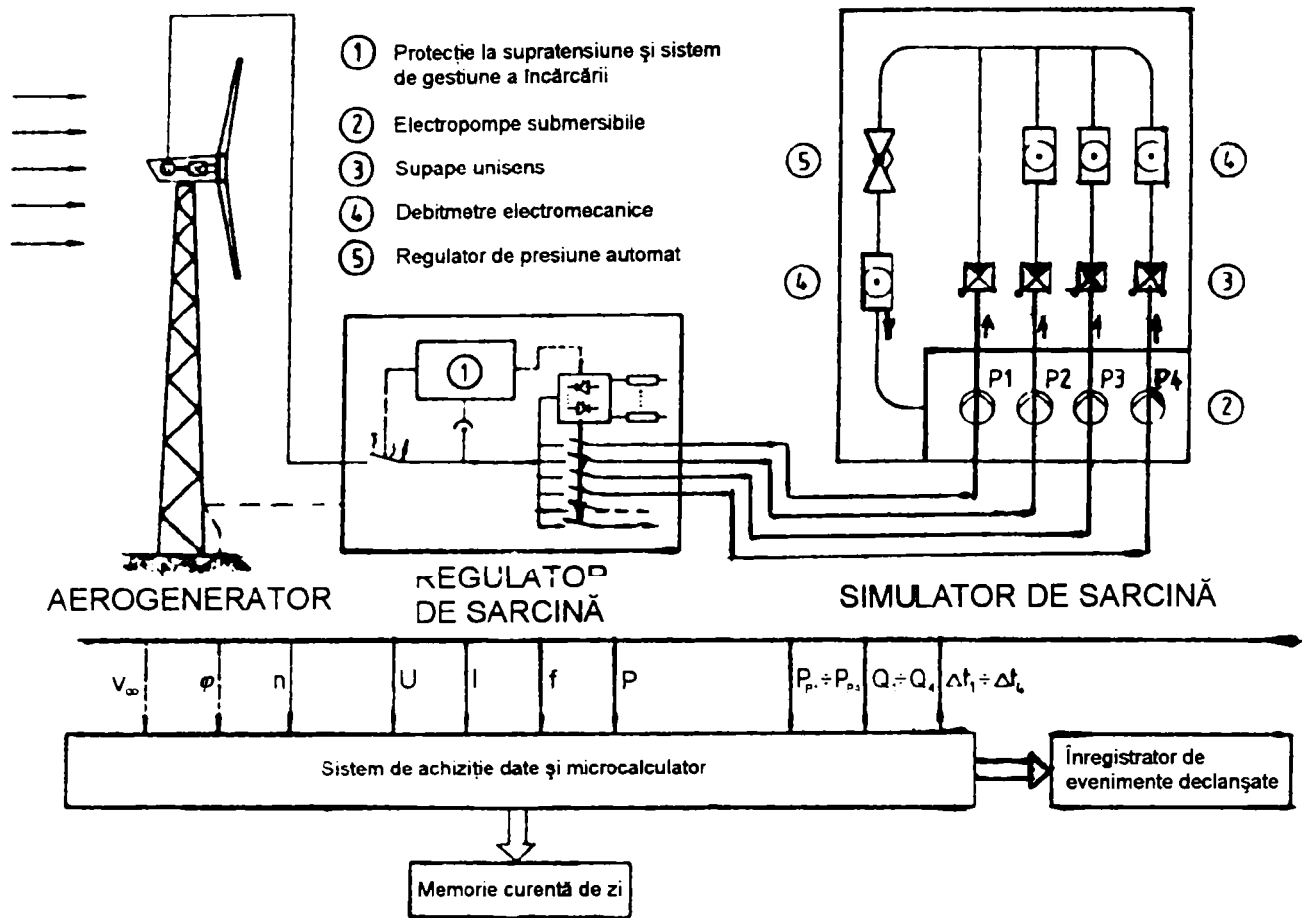 ① Protecție la supratensiune și sistem
de gestiune a încărcării
② Electropompe submersibile
③ Supape unisens
④ Debitmetre electromecanice
⑤ Regulator de presiune automat
⑤
④
④
③
P1 P2 P3 P4
②
①
AEROGENERATOR
REGULATOR
DE SARCINĂ
SIMULATOR DE SARCINĂ
v∞ φ n U I f P
Δt₁ ÷ Δt₄
Sistem de achiziție date și microcalculator
Înregistrator de
evenimente declanșate
Memorie curentă de zi